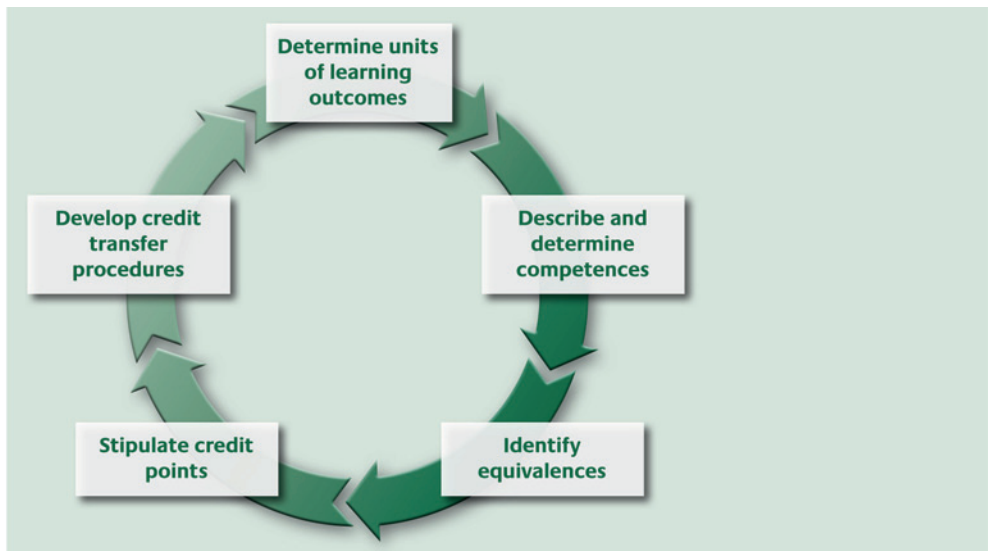 Determine units
of learning
outcomes
Describe and
determine
competences
Identify
equivalences
Stipulate credit
points
Develop credit
transfer
procedures